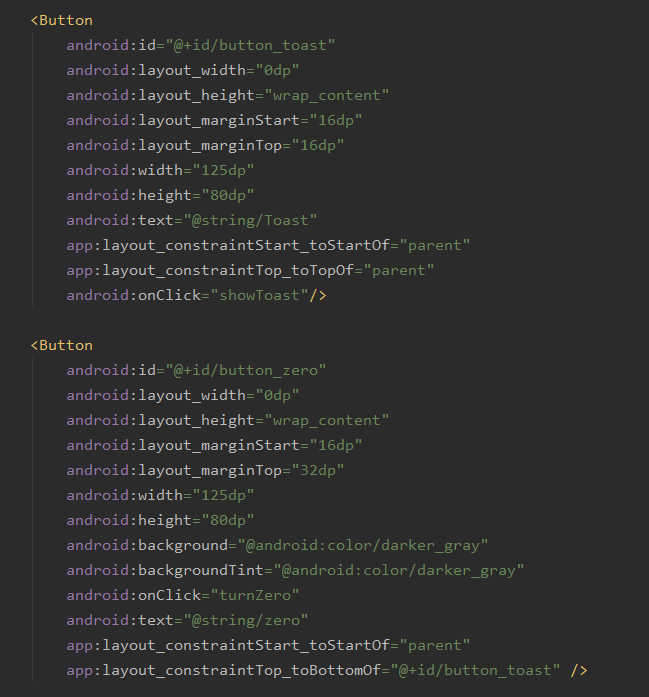 <Button
android:id="@+id/button_toast"
android:layout_width="0dp"
android:layout_height="wrap_content"
android:layout_marginStart="16dp"
android:layout_marginTop="16dp"
android:width="125dp"
android:height="80dp"
android:text="@string/Toast"
app:layout_constraintStart_toStartOf="parent"
app:layout_constraintTop_toTopOf="parent"
android:onClick="showToast"/>
<Button
android:id="@+id/button_zero"
android:layout_width="0dp"
android:layout_height="wrap_content"
android:layout_marginStart="16dp"
android:layout_marginTop="32dp"
android:width="125dp"
android:height="80dp"
android:background="@android:color/darker_gray"
android:backgroundTint="@android:color/darker_gray"
android:onClick="turnZero"
android:text="@string/zero"
app:layout_constraintStart_toStartOf="parent"
app:layout_constraintTop_toBottomOf="@+id/button_toast" />